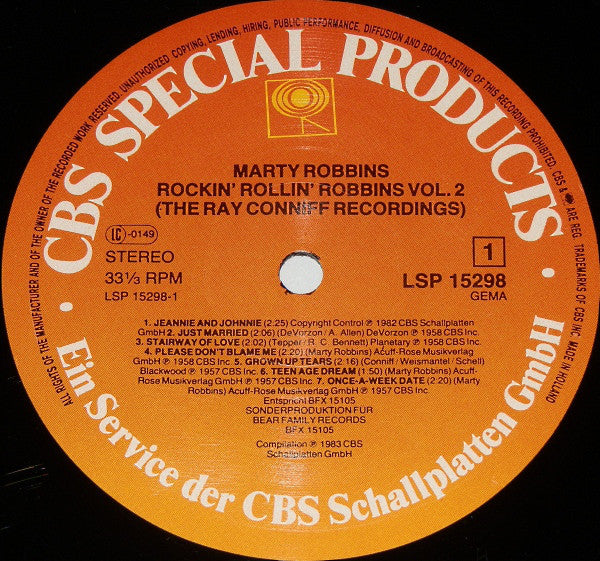 ALL RIGHTS OF THE MANUFACTURER AND OF THE OWNER OF THE RECORDED WORK RESERVED. UNAUTHORIZED COPYING, LENDING, HIRING, PUBLIC PERFORMANCE, DIFFUSION AND BROADCASTING OF THIS RECORDING PROHIBITED. CBS & ARE REG. TRADEMARKS OF CBS INC. MADE IN HOLLAND
· CBS SPECIAL PRODUCTS ·
MARTY ROBBINS
ROCKIN' ROLLIN' ROBBINS VOL. 2
(THE RAY CONNIFF RECORDINGS)
LC -0149
STEREO
33⅓ RPM
LSP 15298-1
1
LSP 15298
GEMA
1. JEANNIE AND JOHNNIE (2:25) Copyright Control ℗ 1982 CBS Schallplatten
GmbH 2. JUST MARRIED (2:06) (DeVorzon / A. Allen) DeVorzon ℗ 1958 CBS Inc.
3. STAIRWAY OF LOVE (2:02) (Tepper / R. C. Bennett) Planetary ℗ 1958 CBS Inc.
4. PLEASE DON'T BLAME ME (2:20) (Marty Robbins) Acuff-Rose Musikverlag
GmbH ℗ 1958 CBS Inc. 5. GROWN UP TEARS (2:16) (Conniff / Weismantel / Schell)
Blackwood ℗ 1957 CBS Inc. 6. TEEN AGE DREAM (1:50) (Marty Robbins) Acuff-
Rose Musikverlag GmbH ℗ 1957 CBS Inc. 7. ONCE-A-WEEK DATE (2:20) (Marty
Robbins) Acuff-Rose Musikverlag GmbH ℗ 1957 CBS Inc.
Entspricht BFX 15105
SONDERPRODUKTION FÜR
BEAR FAMILY RECORDS
BFX 15105
Compilation ℗ 1983 CBS
Schallplatten GmbH
Ein Service der CBS Schallplatten GmbH